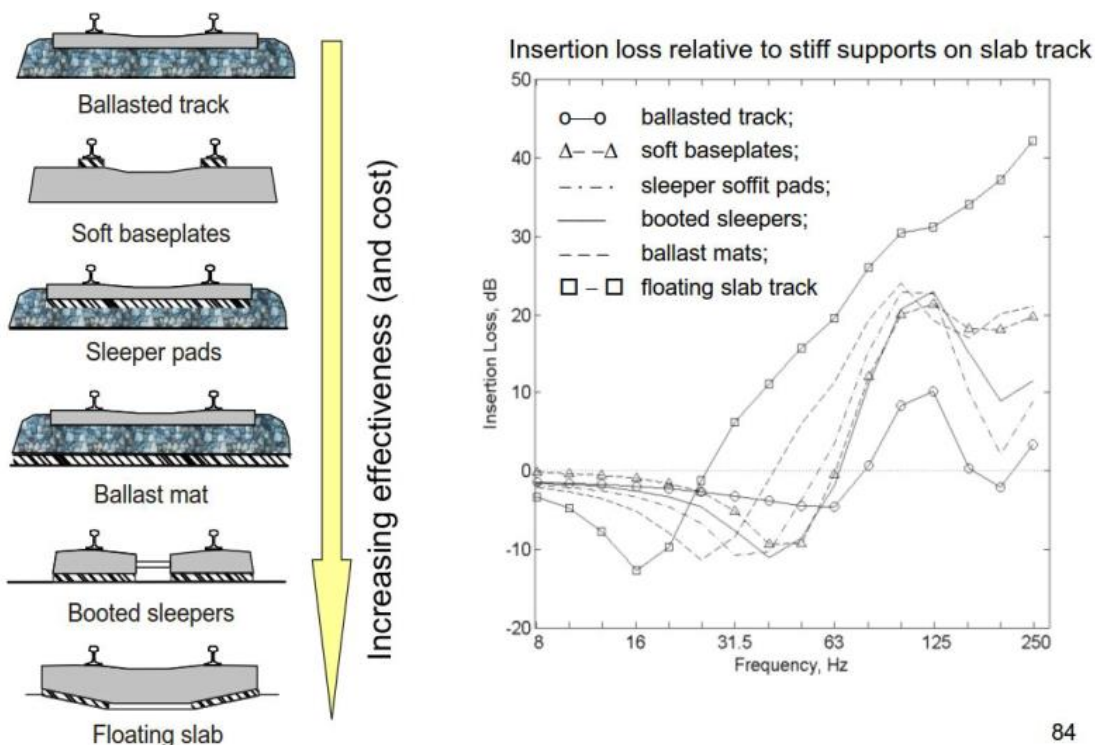 Ballasted track
Soft baseplates
Sleeper pads
Ballast mat
Booted sleepers
Floating slab
Increasing effectiveness (and cost)
Insertion loss relative to stiff supports on slab track
50
40
30
20
10
0
-10
-20
Insertion Loss, dB
o—o ballasted track;
Δ--Δ soft baseplates;
sleeper soffit pads;
booted sleepers;
ballast mats;
□–□ floating slab track
8 16 31.5 63 125 250
Frequency, Hz
84